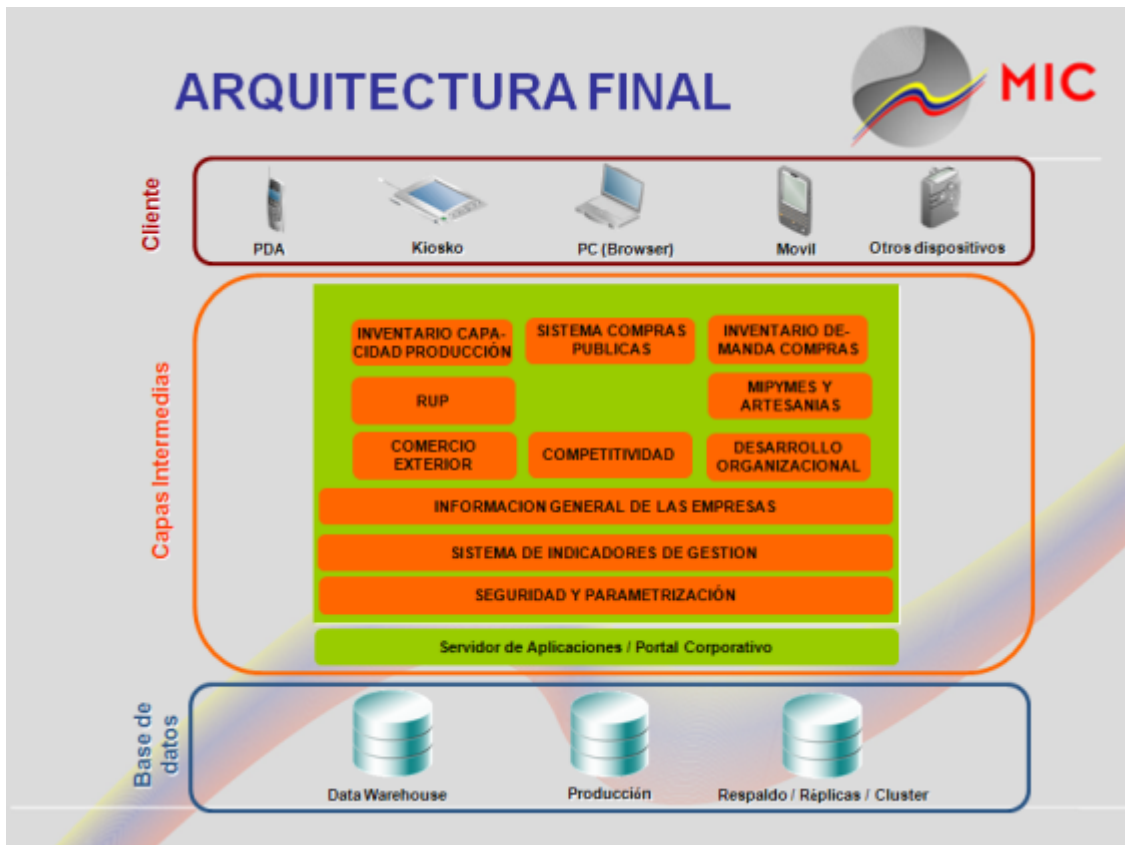 ARQUITECTURA FINAL
MIC
Cliente
PDA
Kiosko
PC (Browser)
Movil
Otros dispositivos
Capas Intermedias
INVENTARIO CAPA-
CIDAD PRODUCCIÓN
SISTEMA COMPRAS
PUBLICAS
INVENTARIO DE-
MANDA COMPRAS
RUP
MIPYMES Y
ARTESANIAS
COMERCIO
EXTERIOR
COMPETITIVIDAD
DESARROLLO
ORGANIZACIONAL
INFORMACION GENERAL DE LAS EMPRESAS
SISTEMA DE INDICADORES DE GESTION
SEGURIDAD Y PARAMETRIZACIÓN
Servidor de Aplicaciones / Portal Corporativo
Base de
datos
Data Warehouse
Producción
Respaldo / Réplicas / Cluster